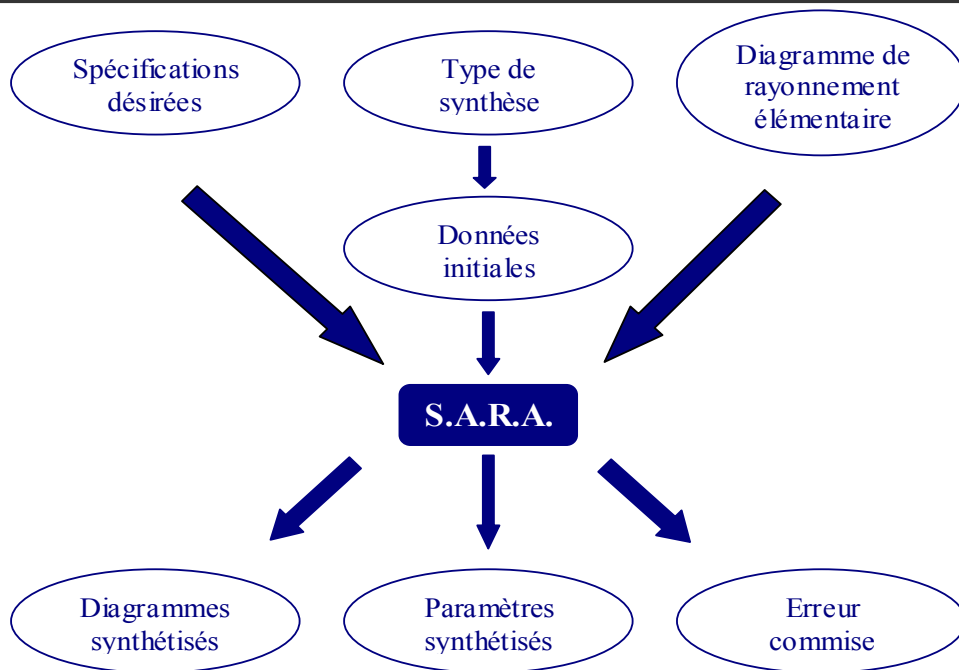 Spécifications
désirées
Type de
synthèse
Diagramme de
rayonnement
élémentaire
Données
initiales
S.A.R.A.
Diagrammes
synthétisés
Paramètres
synthétisés
Erreur
commise